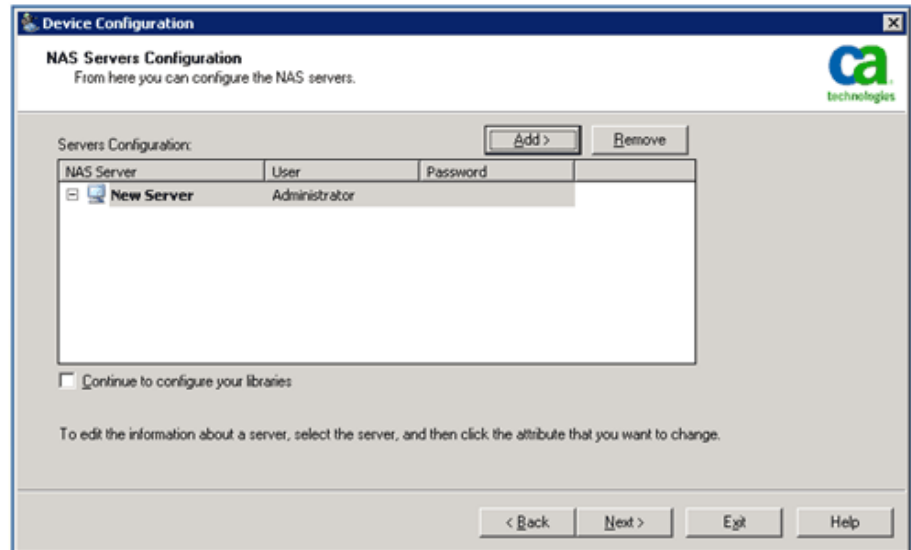 Device Configuration
NAS Servers Configuration
From here you can configure the NAS servers.
ca
technologies
Servers Configuration:
Add >
Remove
NAS Server User Password
New Server Administrator
Continue to configure your libraries
To edit the information about a server, select the server, and then click the attribute that you want to change.
< Back Next > Exit Help